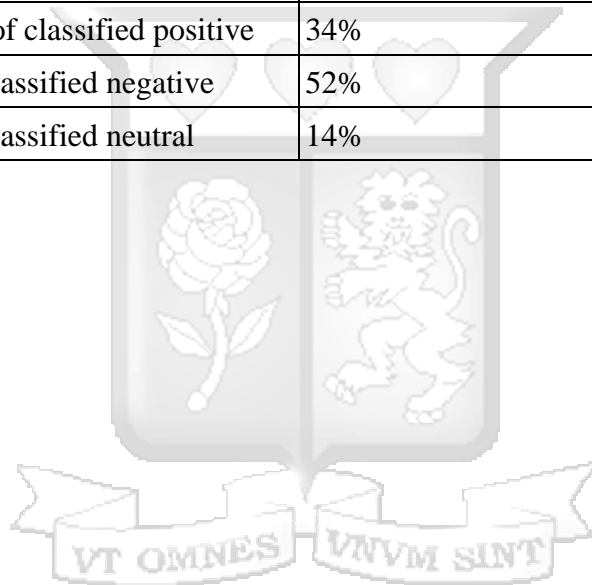 of classified positive 34%
assified negative 52%
assified neutral 14%
VT OMNES VNVM SINT